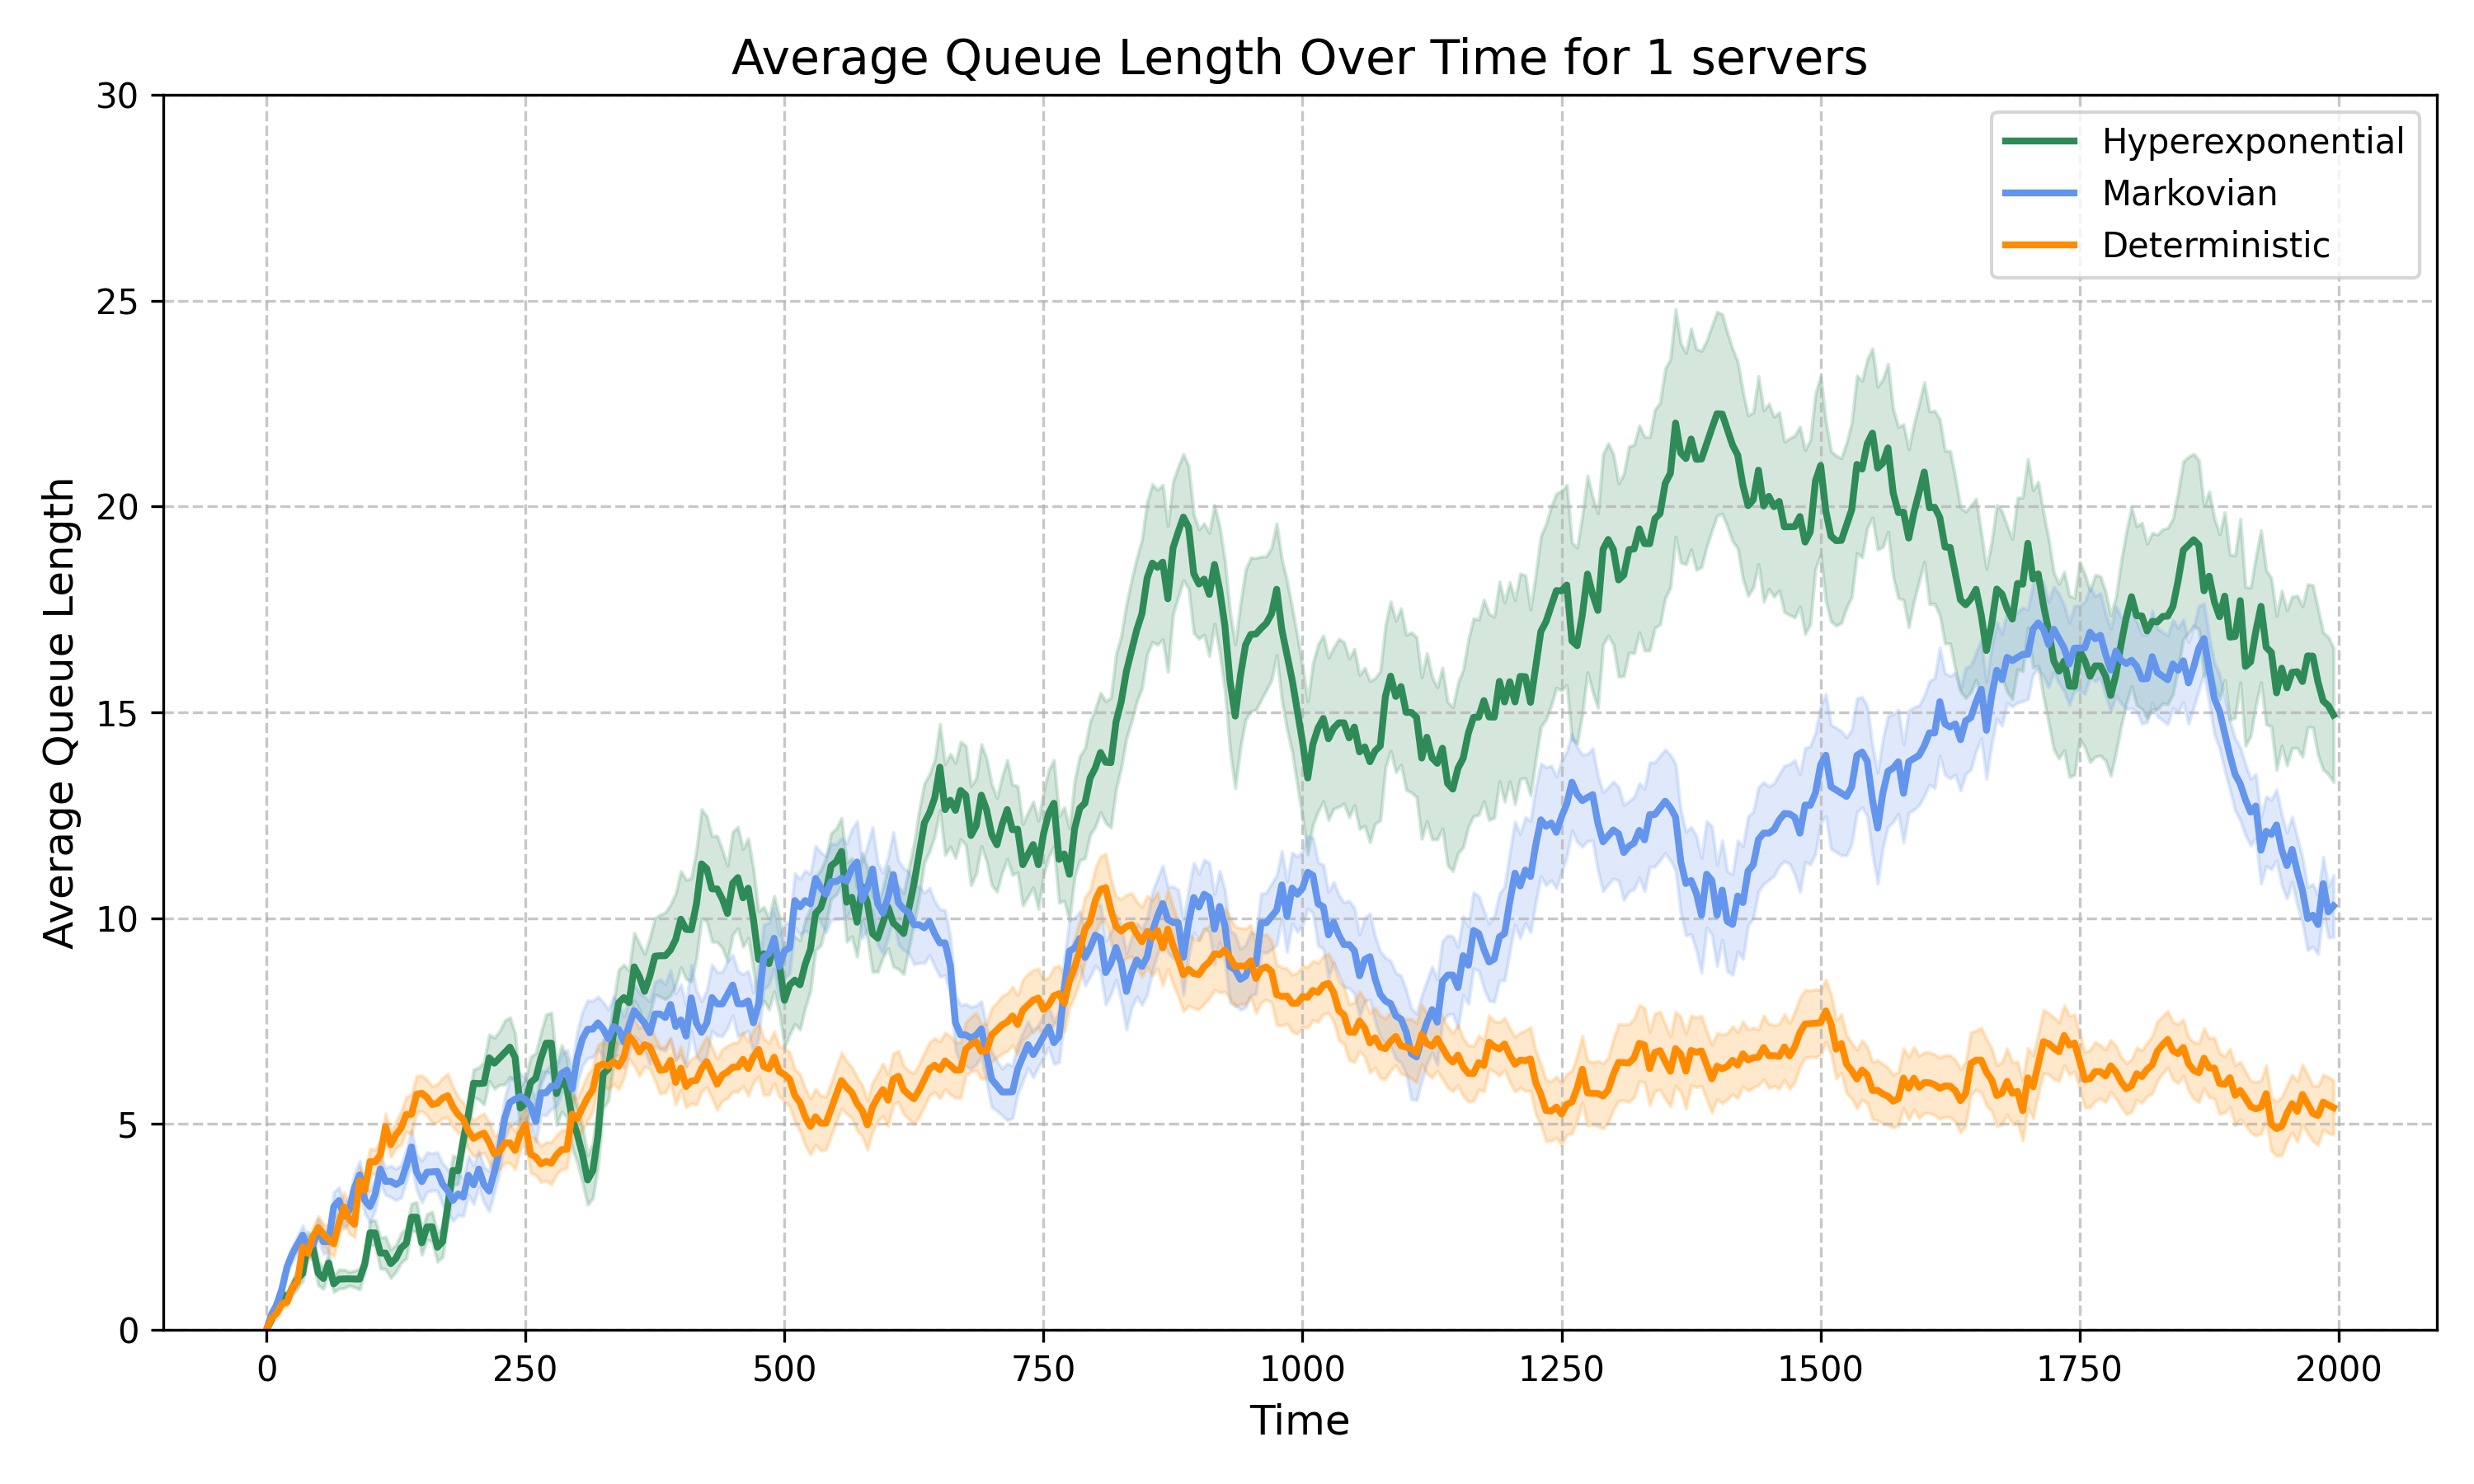 Average Queue Length Over Time for 1 servers
Hyperexponential
Markovian
Deterministic
Average Queue Length
30
25
20
15
10
5
0
0 250 500 750 1000 1250 1500 1750 2000
Time